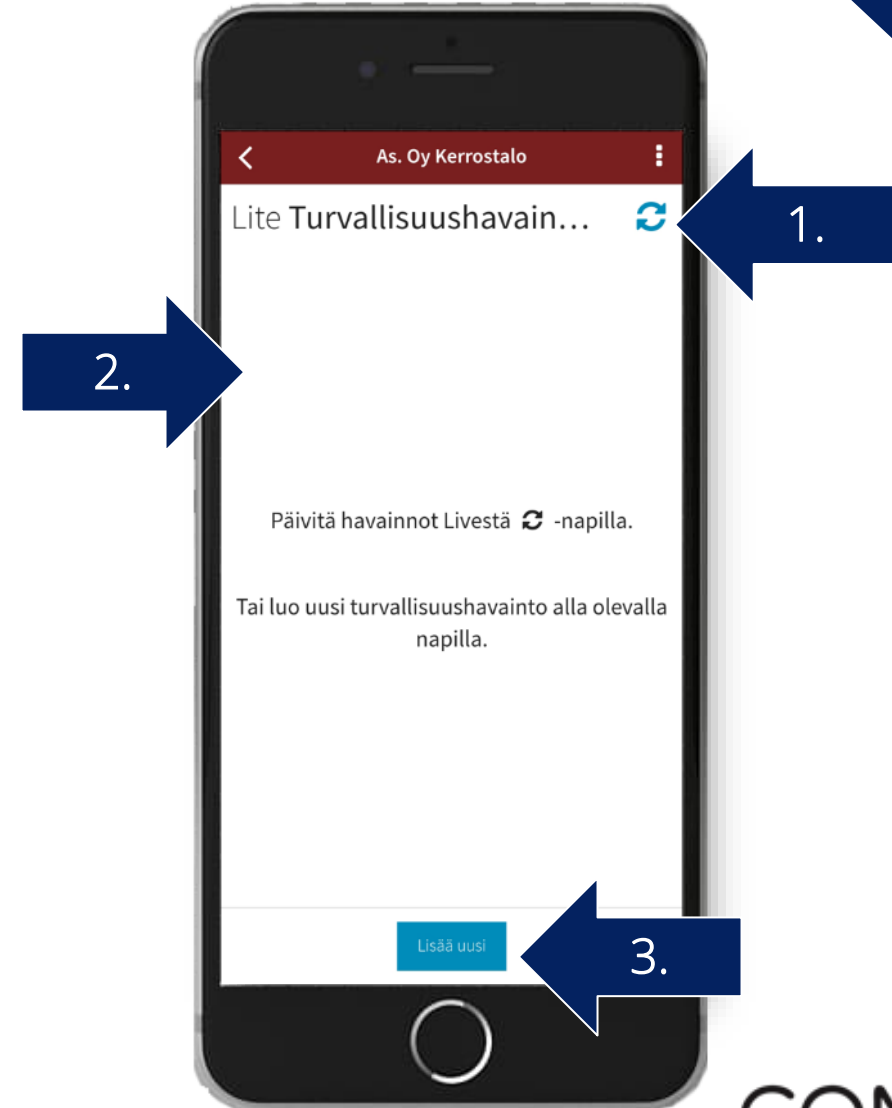 As. Oy Kerrostalo
Lite Turvallisuushavain...
1.
2.
Päivitä havainnot Livestä -napilla.
Tai luo uusi turvallisuushavainto alla olevalla
napilla.
Lisää uusi
3.